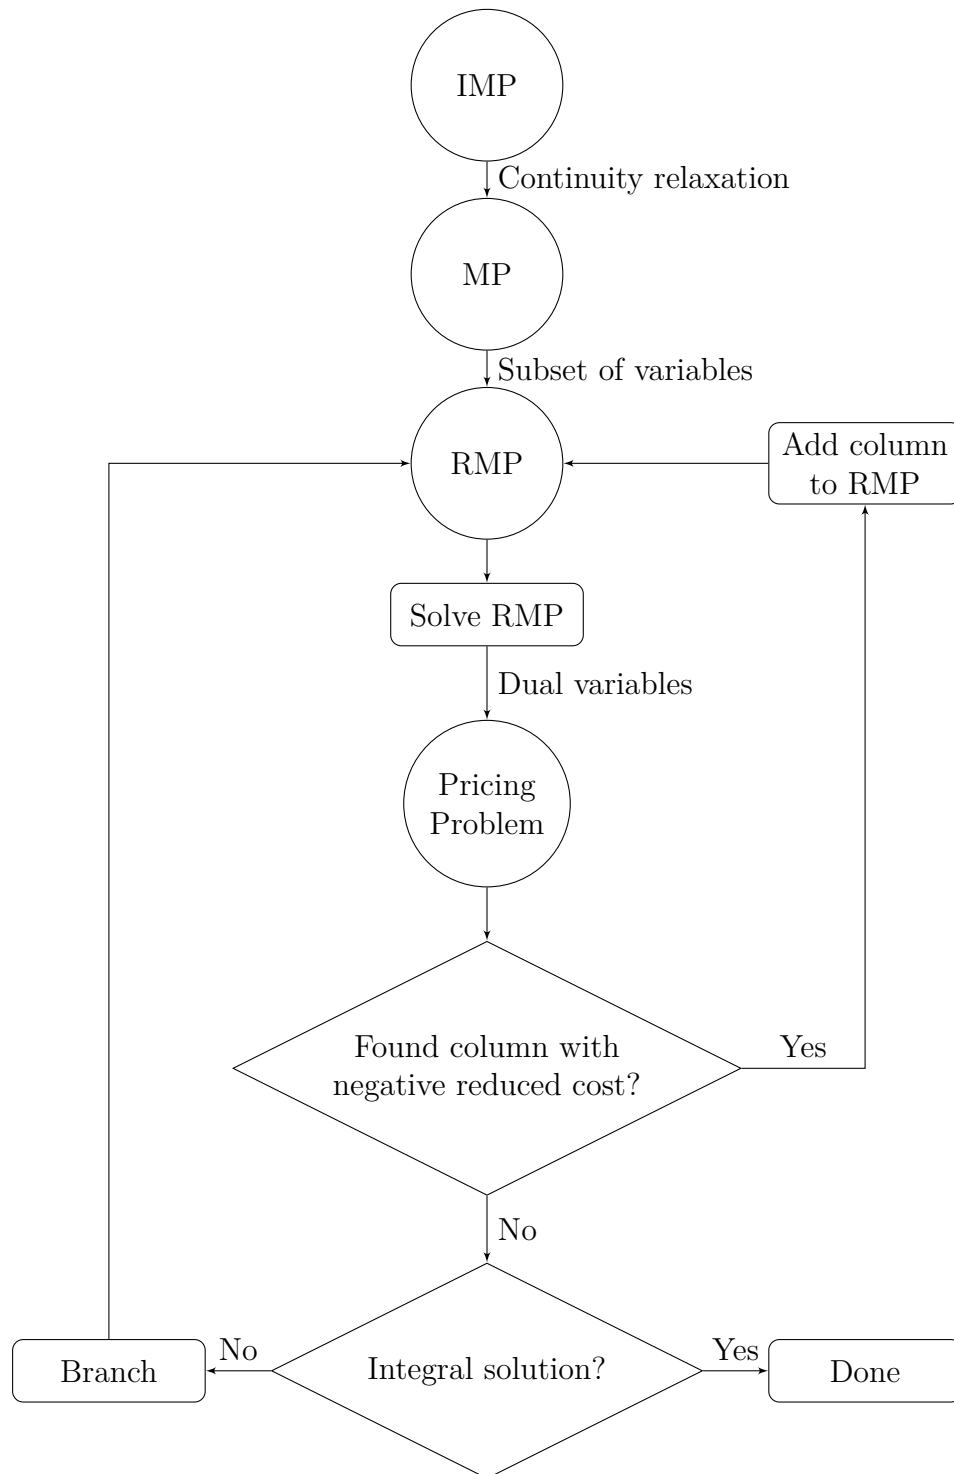 IMP
Continuity relaxation
MP
Subset of variables
RMP
Add column
to RMP
Solve RMP
Dual variables
Pricing
Problem
Found column with
negative reduced cost?
Yes
No
Branch
No
Integral solution?
Yes
Done